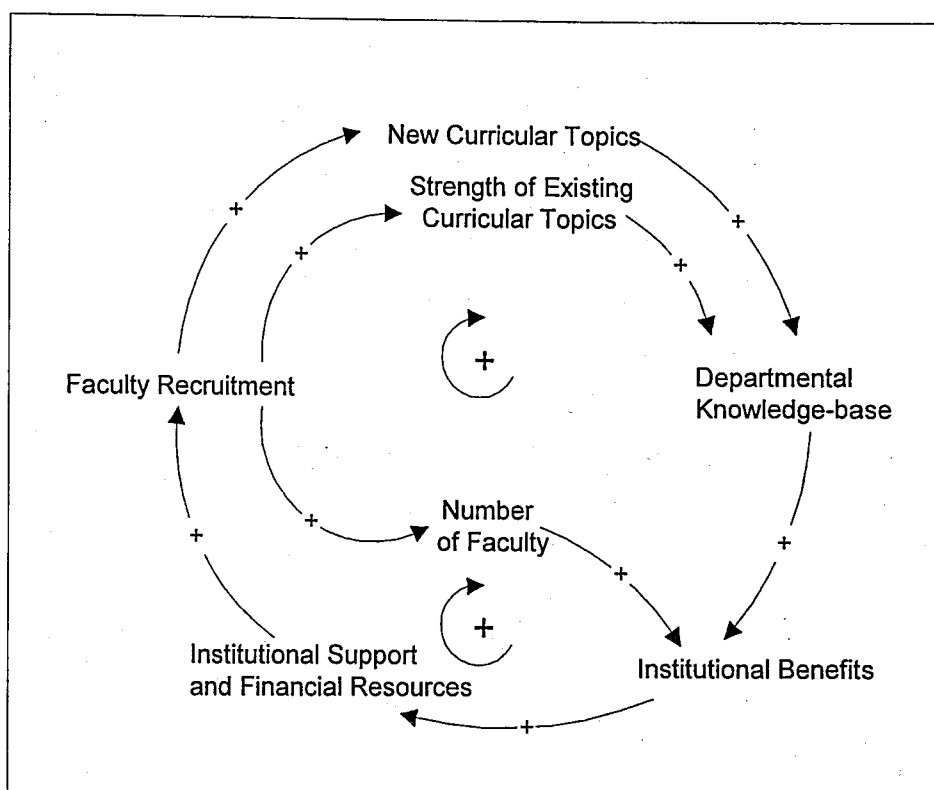 New Curricular Topics
+
Strength of Existing
Curricular Topics
+
+
+
+
Faculty Recruitment
Departmental
Knowledge-base
+
Number
of Faculty
+
+
+
+
Institutional Support
and Financial Resources
Institutional Benefits
+